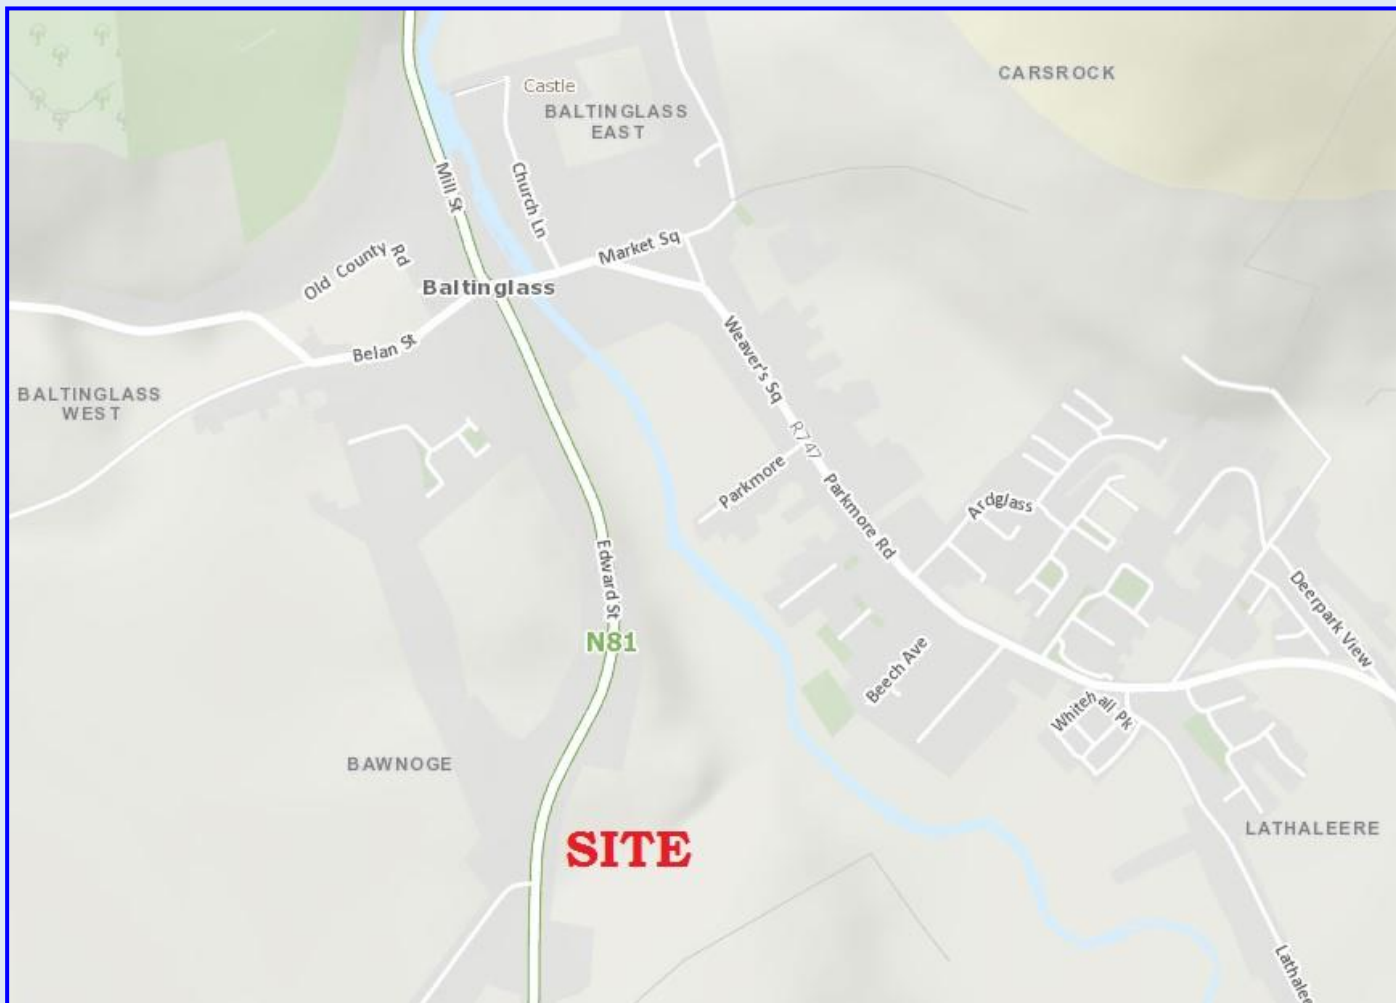 CARSROCK
Castle
BALTINGLASS
EAST
Mill St
Church Ln
Market Sq
Old County Rd
Baltinglass
Belan St
Weaver's Sq
BALTINGLASS
WEST
R747
Parkmore
Parkmore Rd
Ardglass
Edward St
N81
Deerpark View
Beech Ave
Whitehall Pk
BAWNOGE
SITE
LATHALEERE